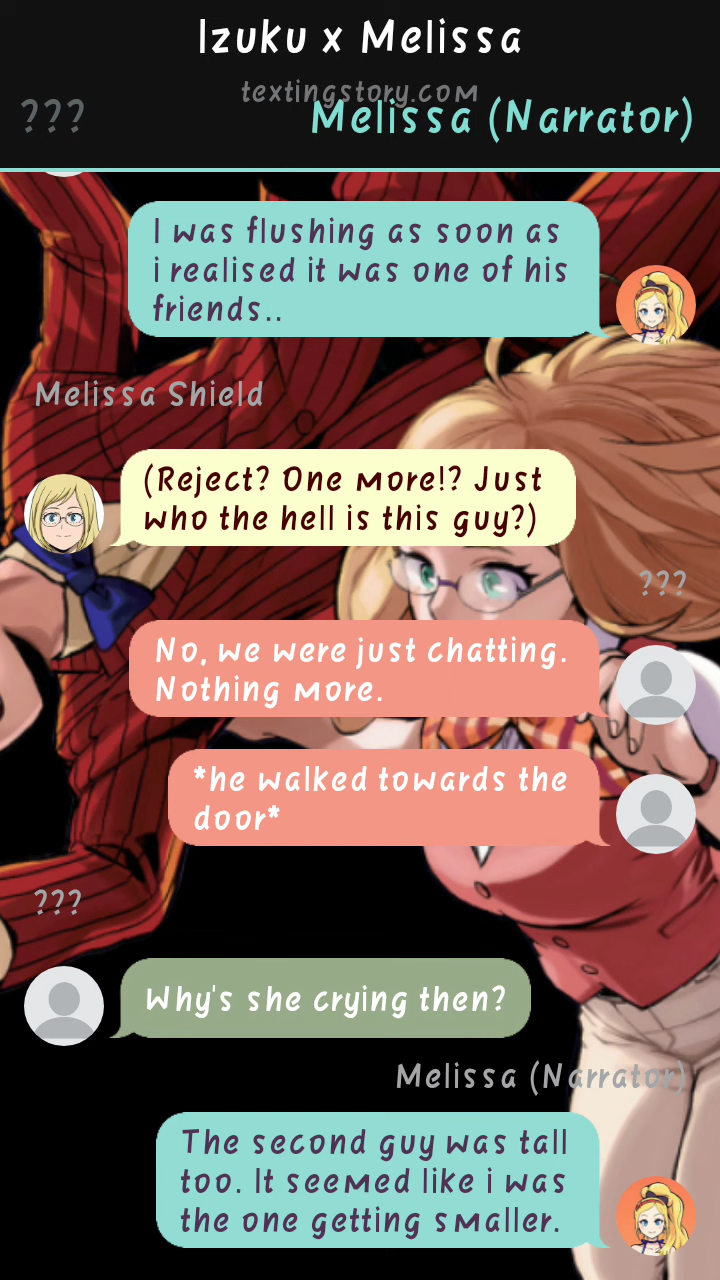 Izuku x Melissa
textingstory.com
???
Melissa (Narrator)
I was flushing as soon as
i realised it was one of his
friends..
Melissa Shield
(Reject? One more!? Just
who the hell is this guy?)
???
No, we were just chatting.
Nothing more.
*he walked towards the
door*
???
Why's she crying then?
Melissa (Narrator)
The second guy was tall
too. It seemed like i was
the one getting smaller.